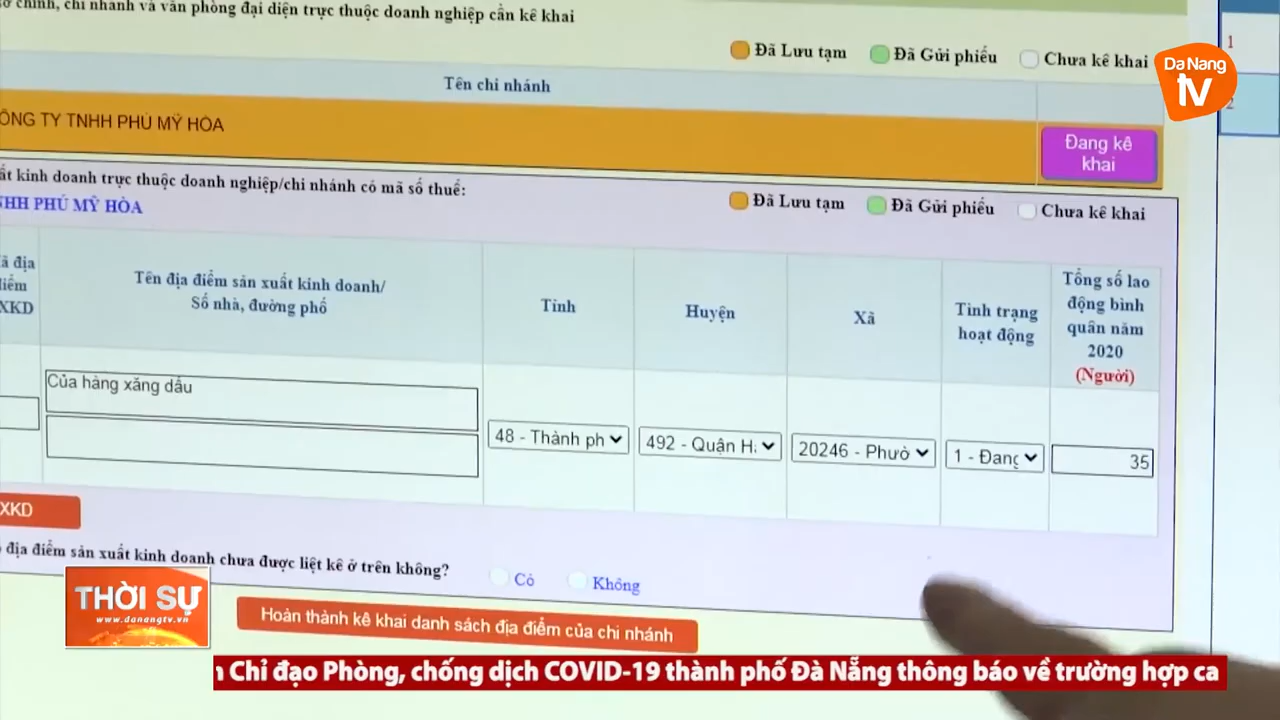 chính, chi nhánh và văn phòng đại diện trực thuộc doanh nghiệp cần kê khai
Đã Lưu tạm
Đã Gửi phiếu
Chưa kê khai
Da Nang
tv
1
2
Tên chi nhánh
ÔNG TY TNHH PHÚ MỸ HÒA
Đang kê
khai
ất kinh doanh trực thuộc doanh nghiệp/chi nhánh có mã số thuế:
NHH PHÚ MỸ HÒA
Đã Lưu tạm
Đã Gửi phiếu
Chưa kê khai
ã địa
iểm
XKD
Tên địa điểm sản xuất kinh doanh/
Số nhà, đường phố
Tỉnh
Huyện
Xã
Tình trạng
hoạt động
Tổng số lao
động bình
quân năm
2020
(Người)
Của hàng xăng dầu
48 - Thành ph
492 - Quận H
20246 - Phườ
1 - Đang
35
XKD
địa điểm sản xuất kinh doanh chưa được liệt kê ở trên không?
Có
Không
Hoàn thành kê khai danh sách địa điểm của chi nhánh
THỜI SỰ
www.danangtv.vn
n Chỉ đạo Phòng, chống dịch COVID-19 thành phố Đà Nẵng thông báo về trường hợp ca